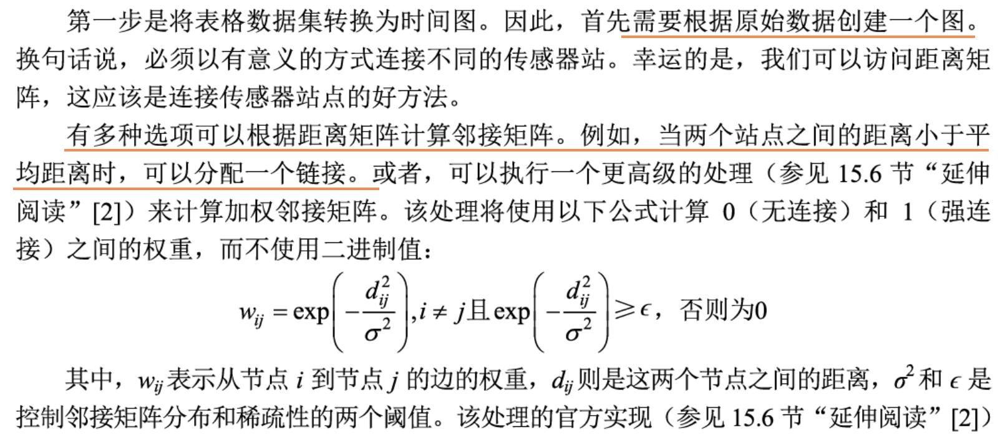 第一步是将表格数据集转换为时间图。因此，首先需要根据原始数据创建一个图。
换句话说，必须以有意义的方式连接不同的传感器站。幸运的是，我们可以访问距离矩
阵，这应该是连接传感器站点的好方法。
有多种选项可以根据距离矩阵计算邻接矩阵。例如，当两个站点之间的距离小于平
均距离时，可以分配一个链接。或者，可以执行一个更高级的处理（参见 15.6 节“延伸
阅读”[2]）来计算加权邻接矩阵。该处理将使用以下公式计算 0（无连接）和 1（强连
接）之间的权重，而不使用二进制值：
$w_{ij} = \exp\left(-\frac{d_{ij}^2}{\sigma^2}\right), i \neq j 且 \exp\left(-\frac{d_{ij}^2}{\sigma^2}\right) \geqslant \epsilon，否则为0$
其中，$w_{ij}$ 表示从节点 i 到节点 j 的边的权重，$d_{ij}$ 则是这两个节点之间的距离，$\sigma^2$ 和 $\epsilon$ 是
控制邻接矩阵分布和稀疏性的两个阈值。该处理的官方实现（参见 15.6 节“延伸阅读”[2]）